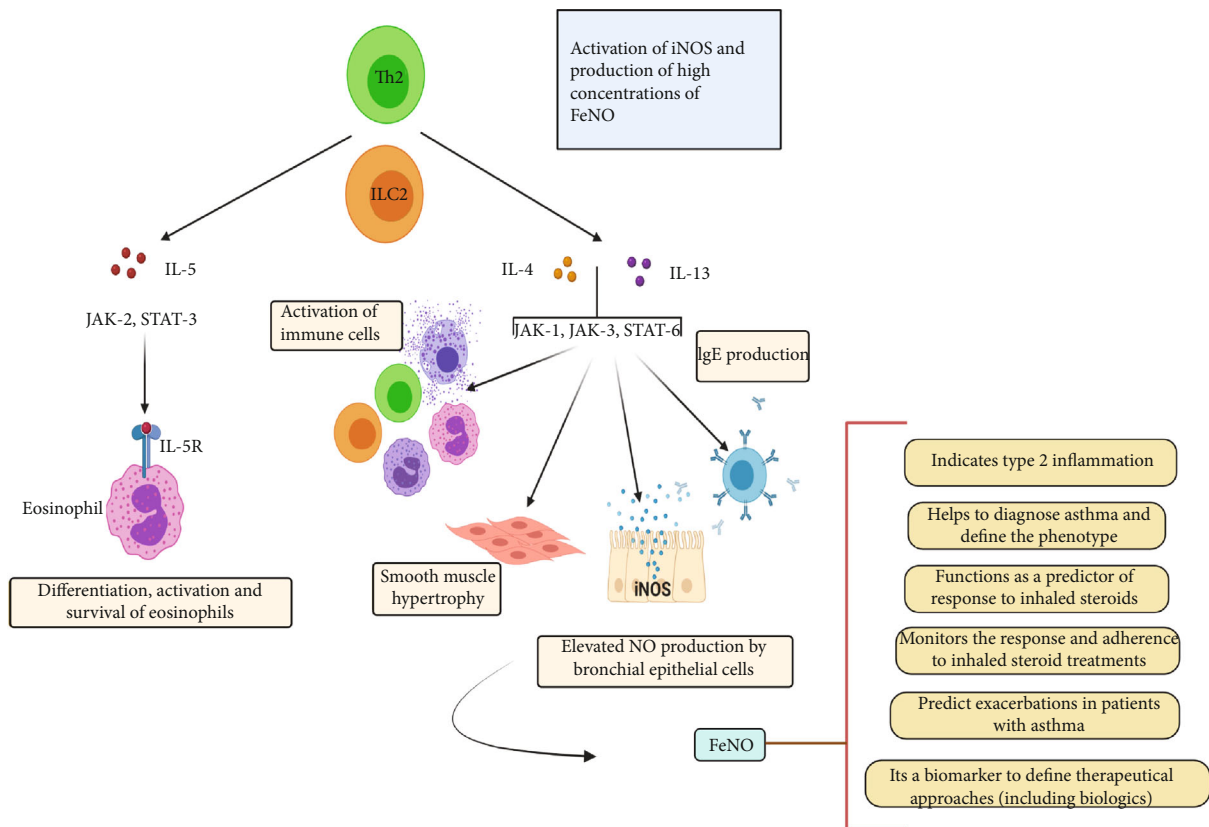 Th2
Activation of iNOS and
production of high
concentrations of
FeNO
ILC2
IL-5
IL-4
IL-13
JAK-2, STAT-3
Activation of
immune cells
JAK-1, JAK-3, STAT-6
IgE production
IL-5R
Eosinophil
Differentiation, activation and
survival of eosinophils
Smooth muscle
hypertrophy
iNOS
Elevated NO production by
bronchial epithelial cells
FeNO
Indicates type 2 inflammation
Helps to diagnose asthma and
define the phenotype
Functions as a predictor of
response to inhaled steroids
Monitors the response and adherence
to inhaled steroid treatments
Predict exacerbations in patients
with asthma
Its a biomarker to define therapeutical
approaches (including biologics)